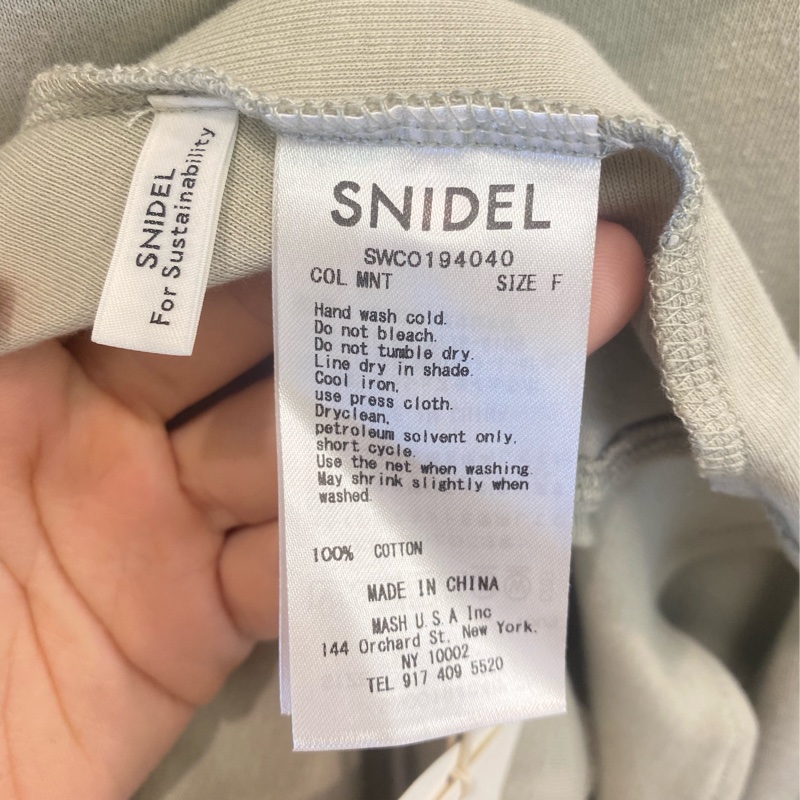 SNIDEL
For Sustainability
SNIDEL
SWCO194040
COL MNT SIZE F
Hand wash cold.
Do not bleach.
Do not tumble dry.
Line dry in shade.
Cool iron,
use press cloth.
Dryclean,
petroleum solvent only,
short cycle.
Use the net when washing.
May shrink slightly when
washed.
100% COTTON
MADE IN CHINA
MASH U.S.A Inc
144 Orchard St. New York.
NY 10002
TEL 917 409 5520